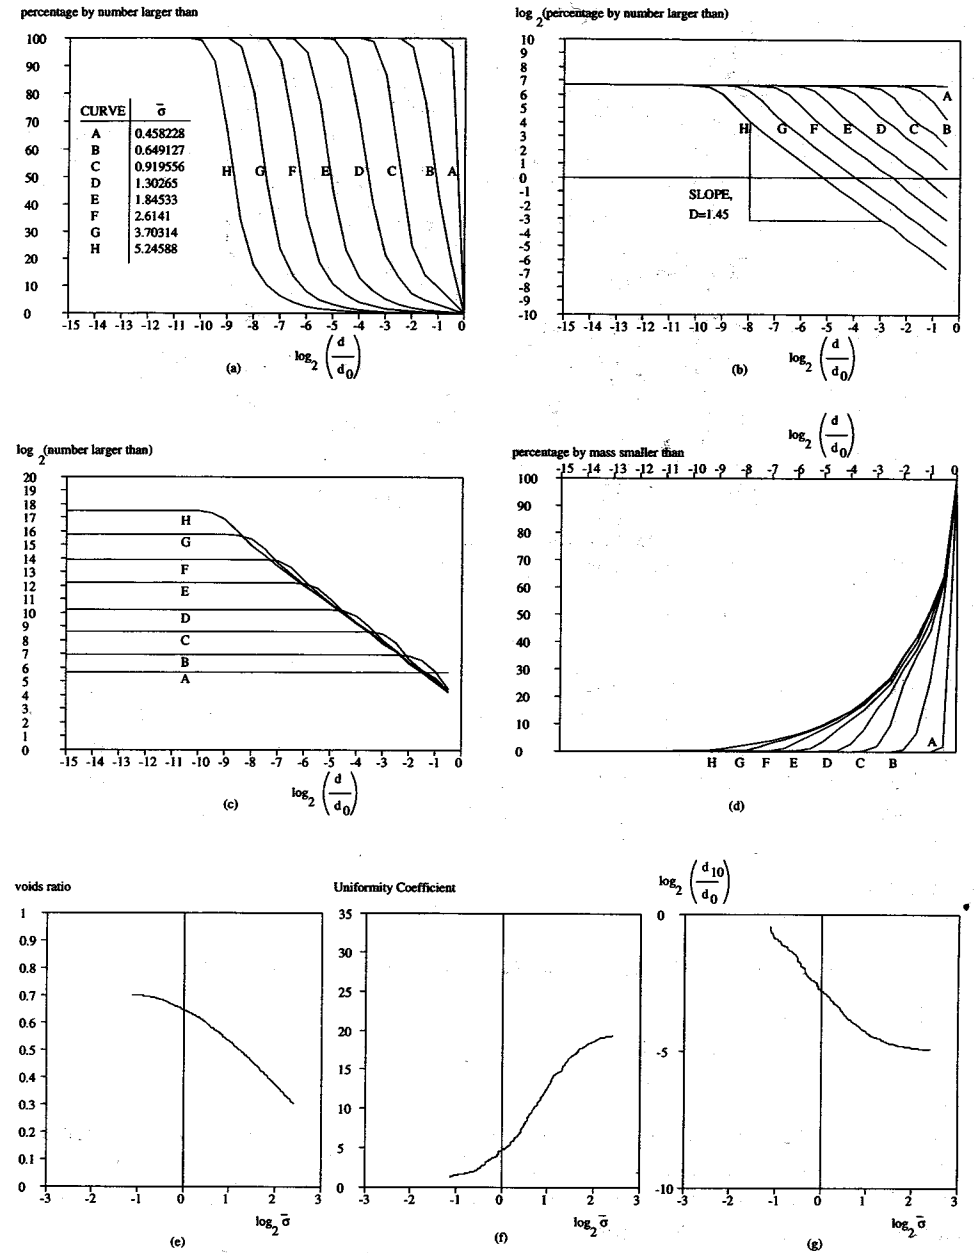 percentage by number larger than
100
90
80
70
60
50
40
30
20
10
0
CURVE σ̄
A 0.458228
B 0.649127
C 0.919556
D 1.30265
E 1.84533
F 2.6141
G 3.70314
H 5.24588
H G F E D C B A
-15 -14 -13 -12 -11 -10 -9 -8 -7 -6 -5 -4 -3 -2 -1 0
log2 (d/d0)
(a)
log2 (percentage by number larger than)
10
9
8
7
6
5
4
3
2
1
0
-1
-2
-3
-4
-5
-6
-7
-8
-9
-10
A
H G F E D C B
SLOPE,
D=1.45
-15 -14 -13 -12 -11 -10 -9 -8 -7 -6 -5 -4 -3 -2 -1 0
log2 (d/d0)
(b)
log2 (number larger than)
20
19
18
17
16
15
14
13
12
11
10
9
8
7
6
5
4
3
2
1
0
H
G
F
E
D
C
B
A
-15 -14 -13 -12 -11 -10 -9 -8 -7 -6 -5 -4 -3 -2 -1 0
log2 (d/d0)
(c)
log2 (d/d0)
percentage by mass smaller than
-15 -14 -13 -12 -11 -10 -9 -8 -7 -6 -5 -4 -3 -2 -1 0
100
90
80
70
60
50
40
30
20
10
0
A
H G F E D C B
(d)
voids ratio
1
0.9
0.8
0.7
0.6
0.5
0.4
0.3
0.2
0.1
0
-3 -2 -1 0 1 2 3
log2 σ̄
(e)
Uniformity Coefficient
35
30
25
20
15
10
5
0
-3 -2 -1 0 1 2 3
log2 σ̄
(f)
log2 (d10/d0)
0
-5
-10
-3 -2 -1 0 1 2 3
log2 σ̄
(g)